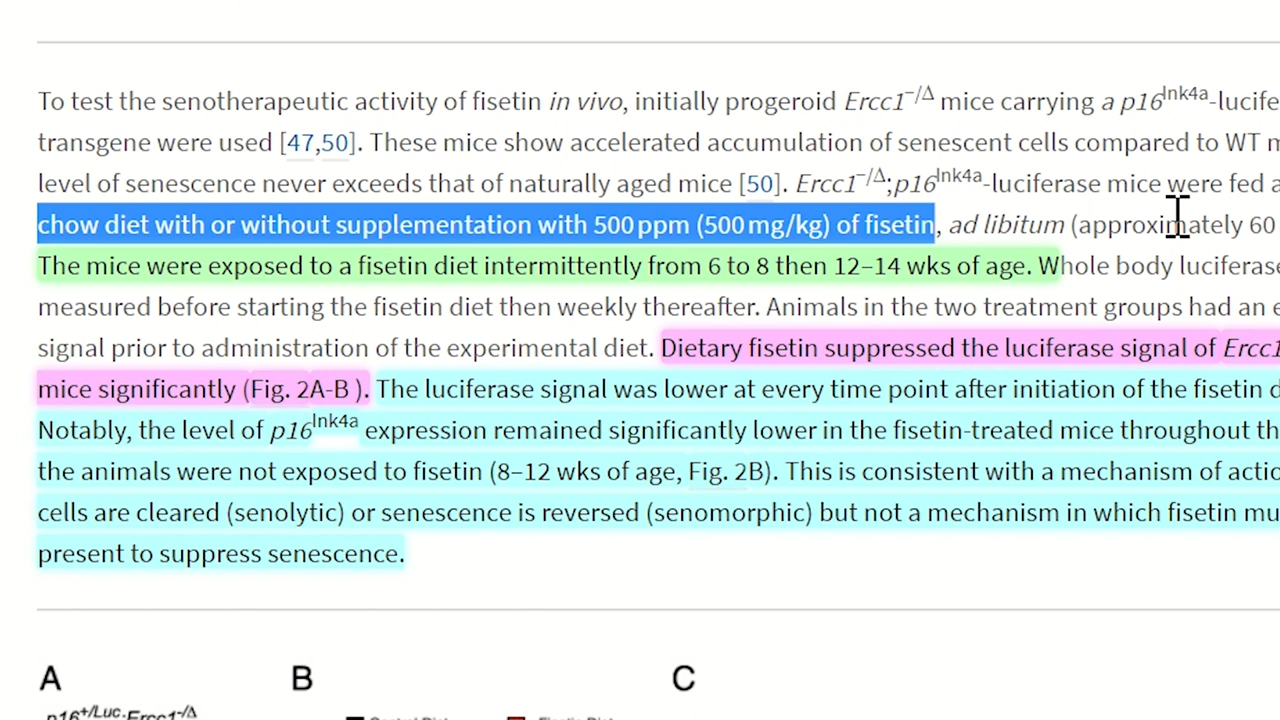 To test the senotherapeutic activity of fisetin in vivo, initially progeroid Ercc1−/Δ mice carrying a p16Ink4a-lucife
transgene were used [47,50]. These mice show accelerated accumulation of senescent cells compared to WT m
level of senescence never exceeds that of naturally aged mice [50]. Ercc1−/Δ;p16Ink4a-luciferase mice were fed a
chow diet with or without supplementation with 500 ppm (500 mg/kg) of fisetin, ad libitum (approximately 60
The mice were exposed to a fisetin diet intermittently from 6 to 8 then 12–14 wks of age. Whole body luciferase
measured before starting the fisetin diet then weekly thereafter. Animals in the two treatment groups had an e
signal prior to administration of the experimental diet. Dietary fisetin suppressed the luciferase signal of Ercc1
mice significantly (Fig. 2A-B ). The luciferase signal was lower at every time point after initiation of the fisetin d
Notably, the level of p16Ink4a expression remained significantly lower in the fisetin-treated mice throughout th
the animals were not exposed to fisetin (8–12 wks of age, Fig. 2B). This is consistent with a mechanism of actio
cells are cleared (senolytic) or senescence is reversed (senomorphic) but not a mechanism in which fisetin mu
present to suppress senescence.
A B C
p16+/Luc;Ercc1-/Δ
Control Diet Fisetin Diet